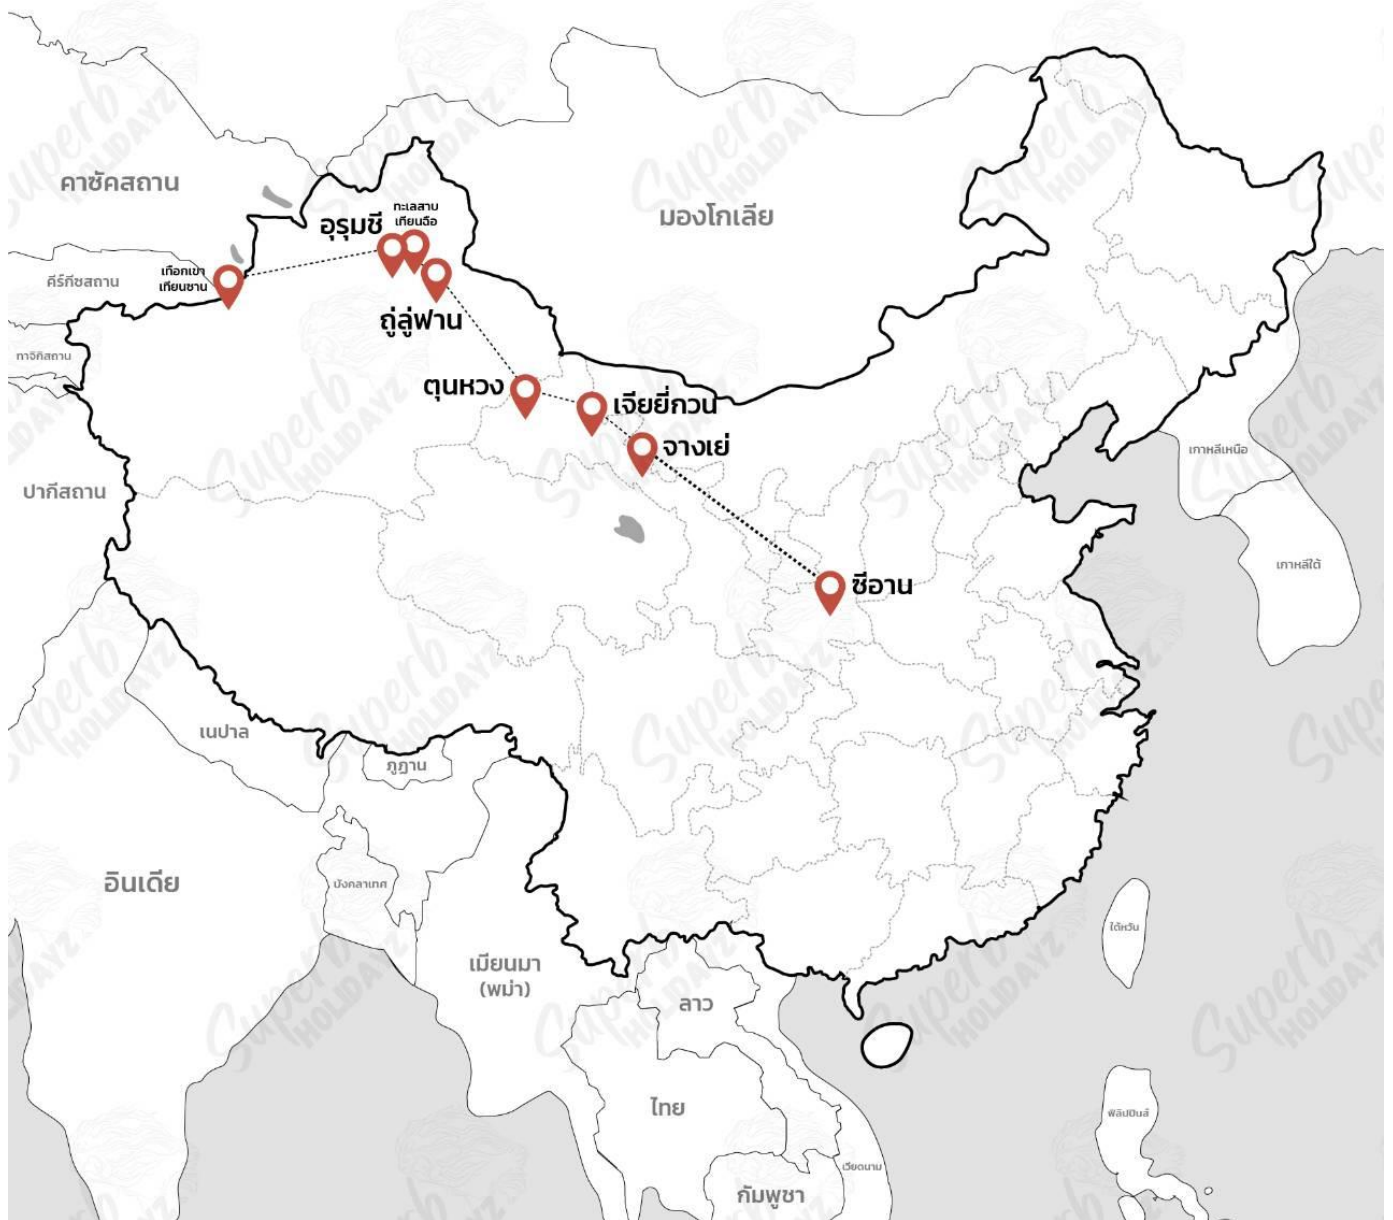 คาซัคสถาน
มองโกเลีย
ทะเลสาบ
เทียนฉือ
อุรุมชี
คีร์กีซสถาน
เทือกเขา
เทียนซาน
ถู่ลู่ฟาน
ทาจิกิสถาน
ตุนหวง
เจียยี่กวน
จางเย่
เกาหลีเหนือ
ปากีสถาน
เกาหลีใต้
ซีอาน
เนปาล
ภูฏาน
อินเดีย
บังกลาเทศ
ไต้หวัน
เมียนมา
(พม่า)
ลาว
ไทย
ฟิลิปปินส์
เวียดนาม
กัมพูชา
Superb
HOLIDAYZ